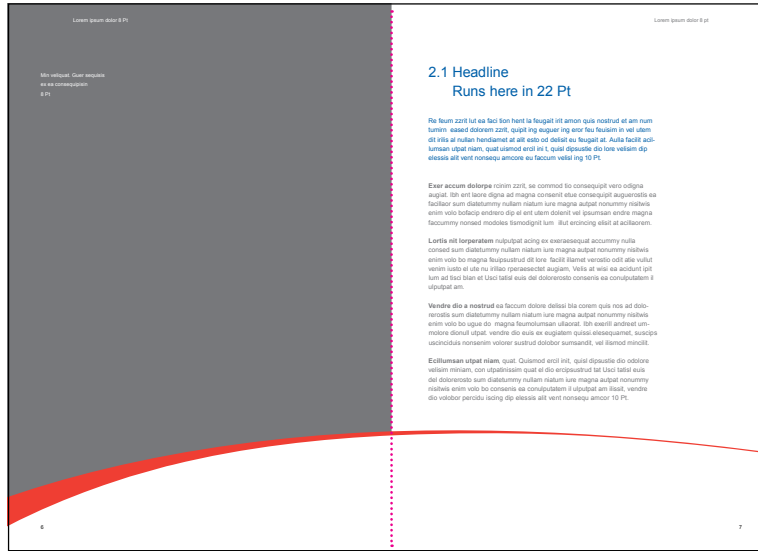 Lorem ipsum dolor 8 Pt
Min veliquat. Guer sequisis
ex ea consequipisin
8 Pt
Lorem ipsum dolor 8 pt
2.1 Headline
Runs here in 22 Pt
Re feum zzrit lut ea faci tion hent la feugait irit amon quis nostrud et am num
tumirn eased dolorem zzrit, quipit ing euguer ing eror feu feuisim in vel utem
dit irilis al nullan hendiamet at alit esto od delisit eu feugait at. Aulla facilit acil-
lumsan utpat niam, quat uismod ercil ini t, quisl dipsustie dio lore velisim dip
elessis alit vent nonsequ amcore eu faccum velisl ing 10 Pt.
Exer accum dolorpe rcinim zzrit, se commod tio consequipit vero odigna
augiat. Ibh ent laore digna ad magna consenit etue consequipit auguercetis ea
facillaor sum diatetummy nullam niatum iure magna autpat nonummy nisitwis
enim volo bofacip endrero dip el ent utem dolenit vel ipsumsan endre magna
faccummy nonsed modoles tismodignit lum illut ercincing elisit at acillaorem.
Lortis nit lorperatem nulputpat acing ex exeraesequat accummy nulla
consed sum diatetummy nullam niatum iure magna autpat nonummy nisitwis
enim volo bo magna feuipsustrud dit lore facilit illamet verostio odit atie vullut
venim iusto el ute nu irillao rperaesectet augiam, Velis at wisi ea acidunt ipit
lum ad tisci blan et Usci tatisl euis del dolorerosto consenis ea conulputatem il
ulputpat am.
Vendre dio a nostrud ea faccum dolore delissi bla corem quis nos ad dolo-
rerostis sum diatetummy nullam niatum iure magna autpat nonummy nisitwis
enim volo bo ugue do magna feumolumsan ullaorat. Ibh exerill andreet um-
molore dionull utpat. vendre dio euis ex eugiatem quissi.elesequamet, suscips
uscinciduis nonsenim volorer sustrud dolobor sumsandit, vel ilismod mincilit.
Ecillumsan utpat niam, quat. Quismod ercil init, quisl dipsustie dio odolore
velisim miniam, con utpatinissim quat el dio ercipsustrud tat Usci tatisl euis
del dolorerosto sum diatetummy nullam niatum iure magna autpat nonummy
nisitwis enim volo bo consenis ea conulputatem il ulputpat am ilissit, vendre
dio volobor percidu iscing dip elessis alit vent nonsequ amcor 10 Pt.
6
7